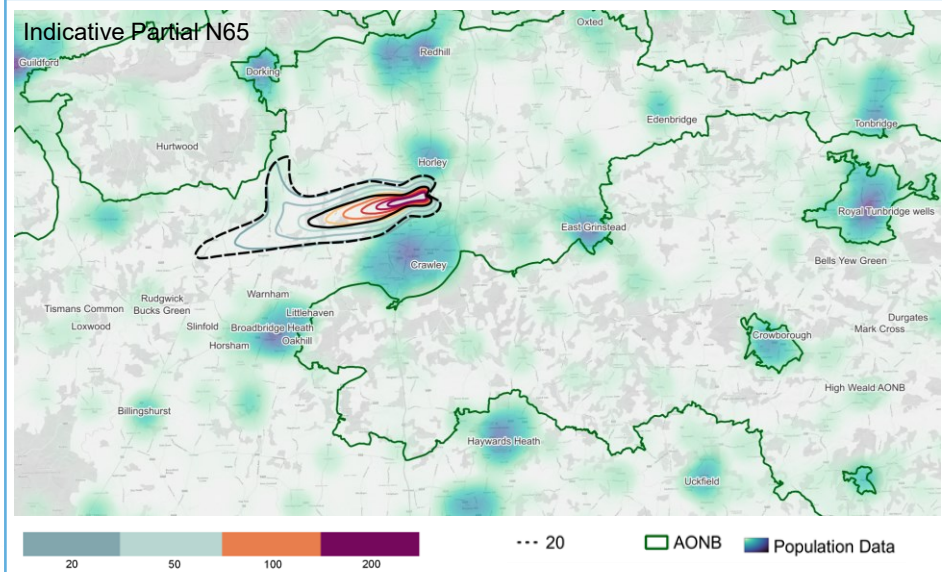 Indicative Partial N65
Oxted
Redhill
Guildford
Dorking
Edenbridge
Tonbridge
Hurtwood
Horley
Royal Tunbridge wells
East Grinstead
Bells Yew Green
Crawley
Warnham
Rudgwick
Tismans Common
Bucks Green
Littlehaven
Loxwood
Slinfold
Broadbridge Heath
Durgates
Mark Cross
Crowborough
Horsham
Oakhill
High Weald AONB
Billingshurst
Haywards Heath
Uckfield
20 50 100 200
20
AONB
Population Data